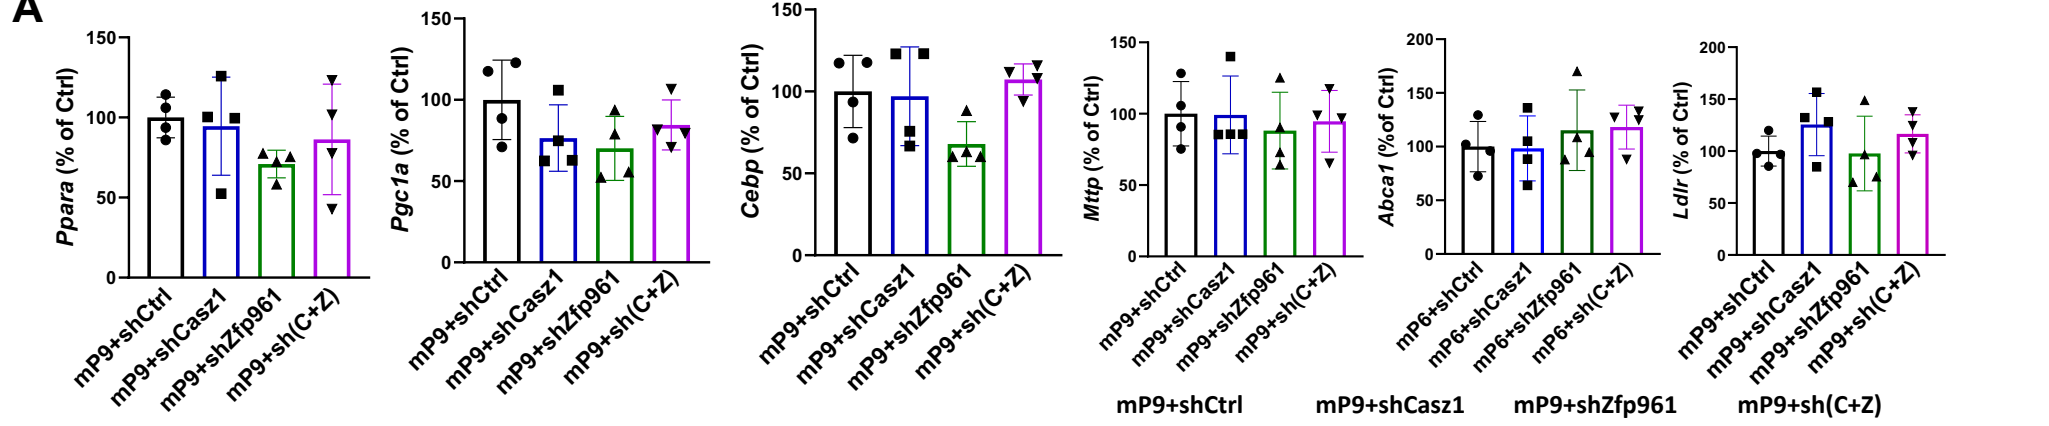 A
Ppara (% of Ctrl)
150
100
50
0
mP9+shCtrl
mP9+shCasz1
mP9+shZfp961
mP9+sh(C+Z)
Pgc1a (% of Ctrl)
150
100
50
0
mP9+shCtrl
mP9+shCasz1
mP9+shZfp961
mP9+sh(C+Z)
Cebp (% of Ctrl)
150
100
50
0
mP9+shCtrl
mP9+shCasz1
mP9+shZfp961
mP9+sh(C+Z)
Mttp (% of Ctrl)
150
100
50
0
mP9+shCtrl
mP9+shCasz1
mP9+shZfp961
mP9+sh(C+Z)
Abca1 (%of Ctrl)
200
150
100
50
0
mP6+shCtrl
mP6+shCasz1
mP6+shZfp961
mP6+sh(C+Z)
Ldlr (% of Ctrl)
200
150
100
50
0
mP9+shCtrl
mP9+shCasz1
mP9+shZfp961
mP9+sh(C+Z)
mP9+shCtrl mP9+shCasz1 mP9+shZfp961 mP9+sh(C+Z)